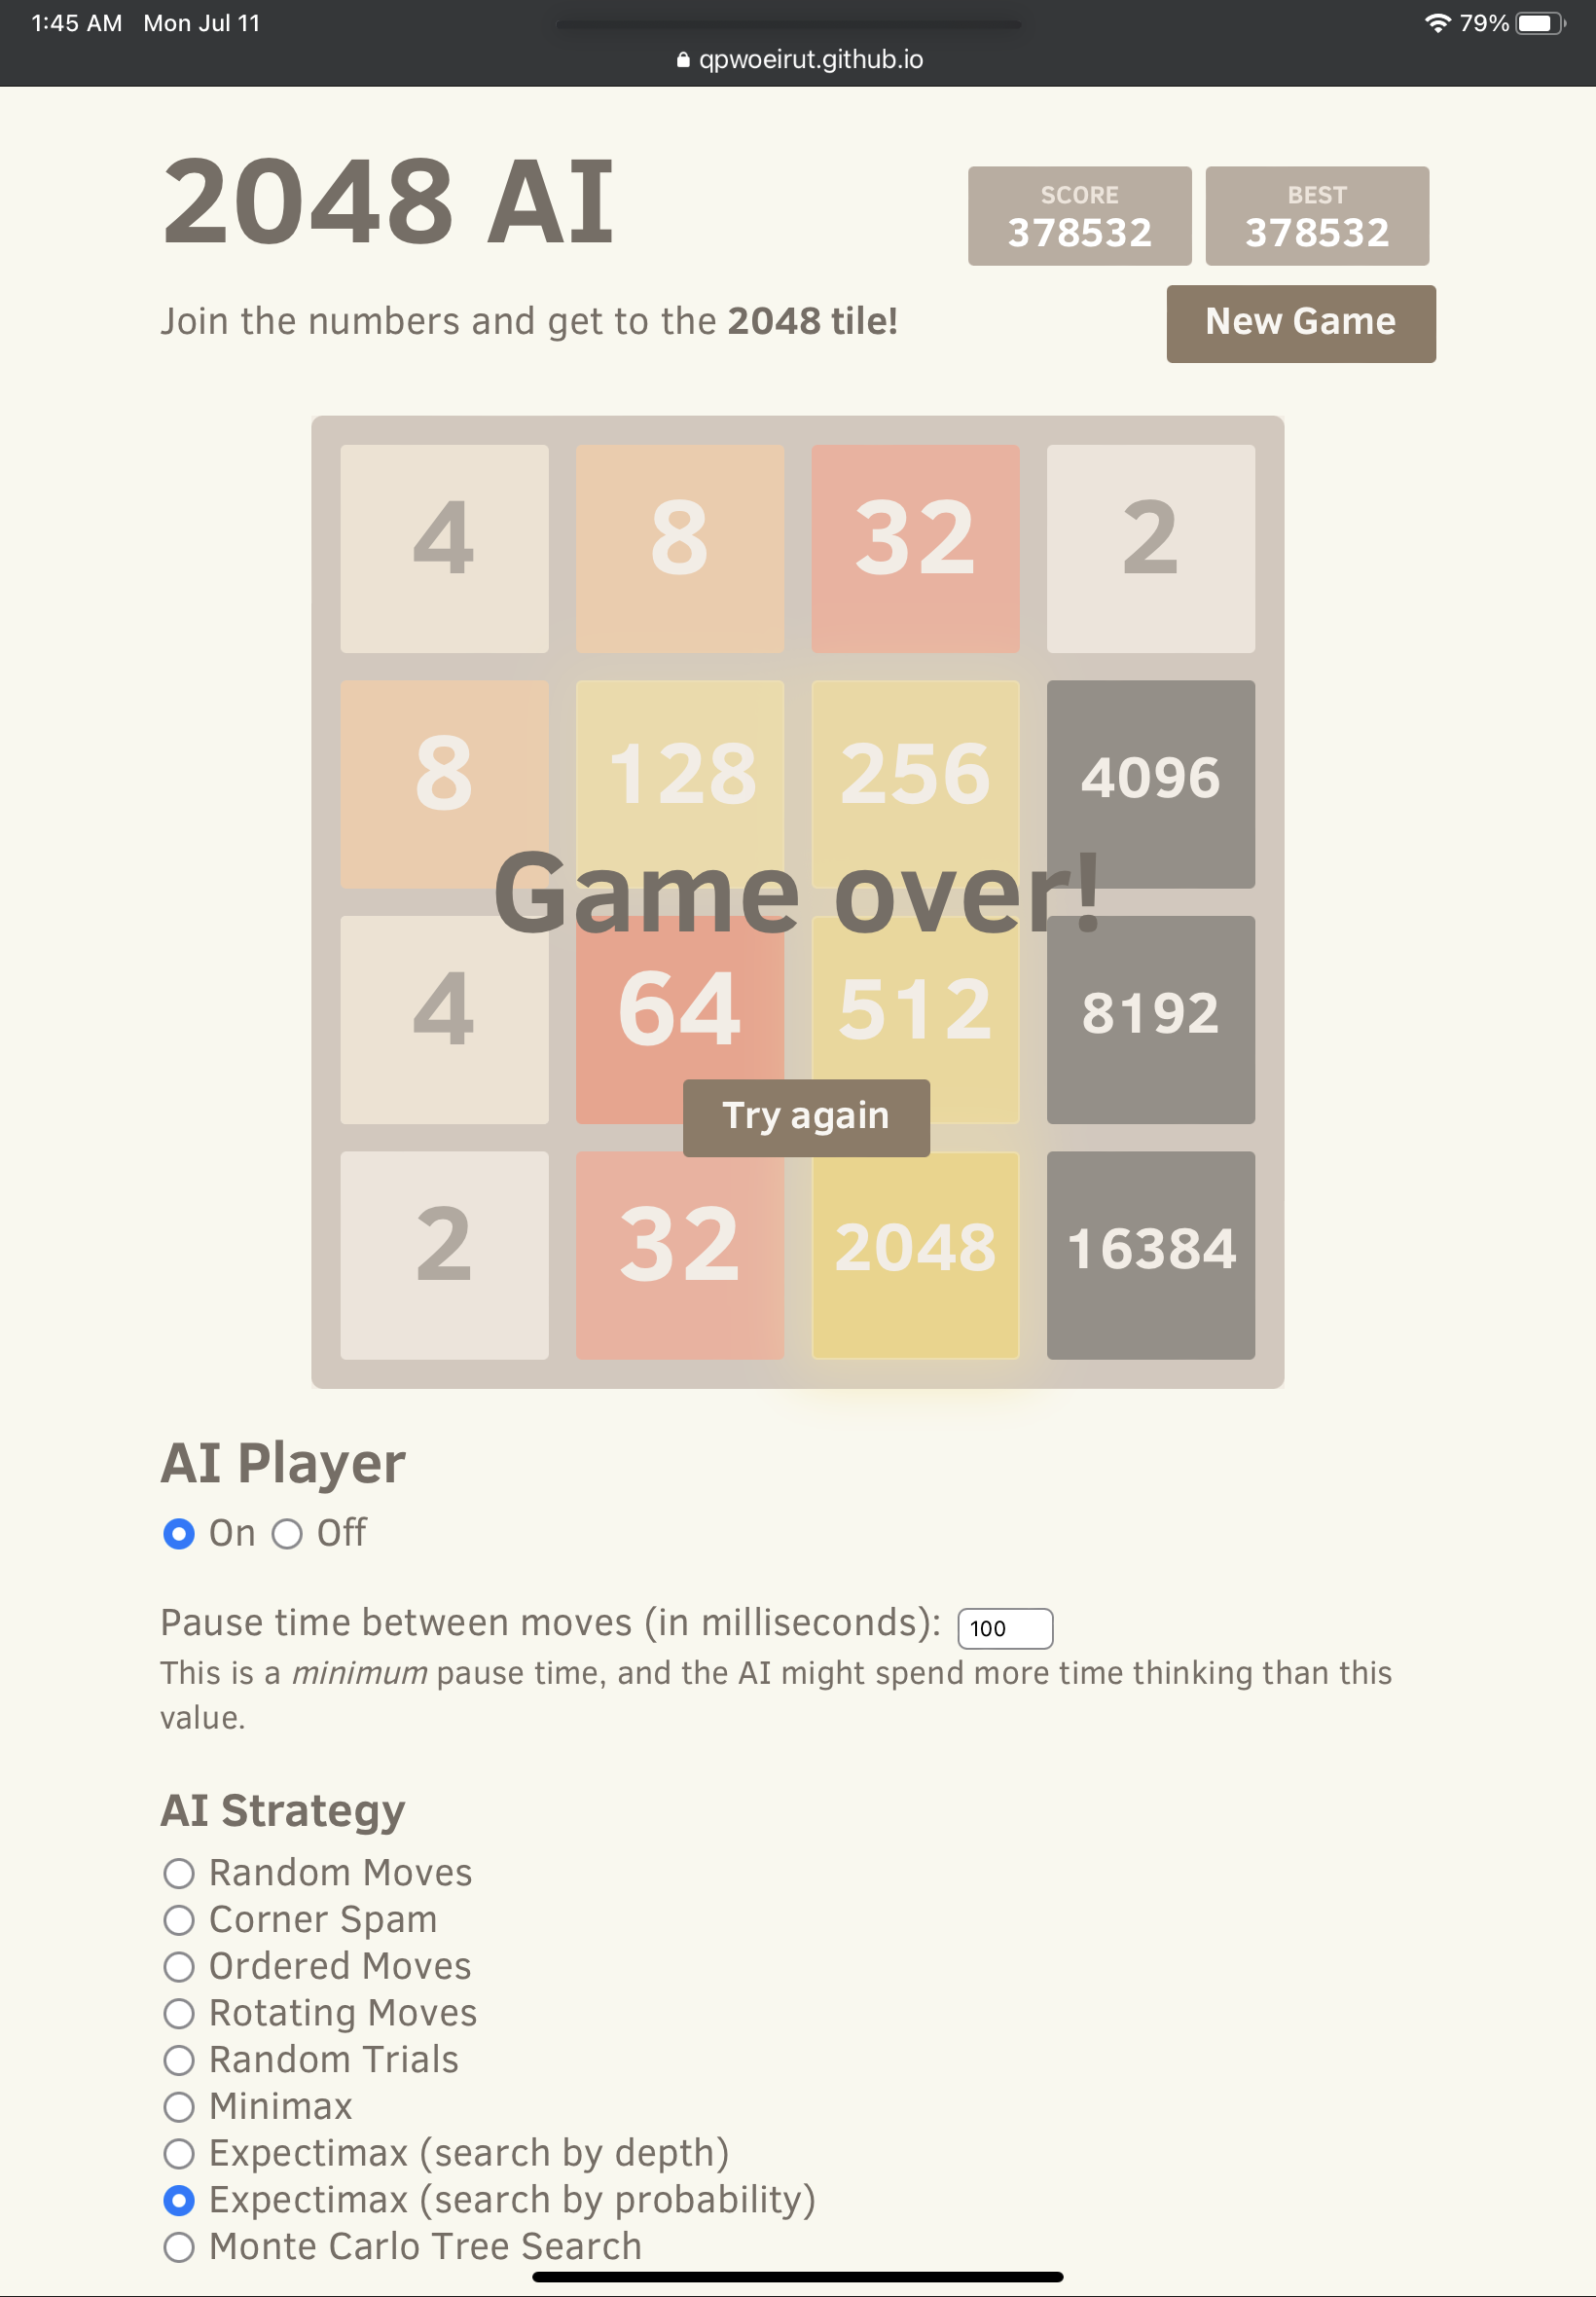 1:45 AM Mon Jul 11
79%
qpwoeirut.github.io
2048 AI
SCORE
378532
BEST
378532
Join the numbers and get to the 2048 tile!
New Game
4 8 32 2
8 128 256 4096
Game over!
4 64 512 8192
Try again
2 32 2048 16384
AI Player
On Off
Pause time between moves (in milliseconds): 100
This is a minimum pause time, and the AI might spend more time thinking than this
value.
AI Strategy
Random Moves
Corner Spam
Ordered Moves
Rotating Moves
Random Trials
Minimax
Expectimax (search by depth)
Expectimax (search by probability)
Monte Carlo Tree Search